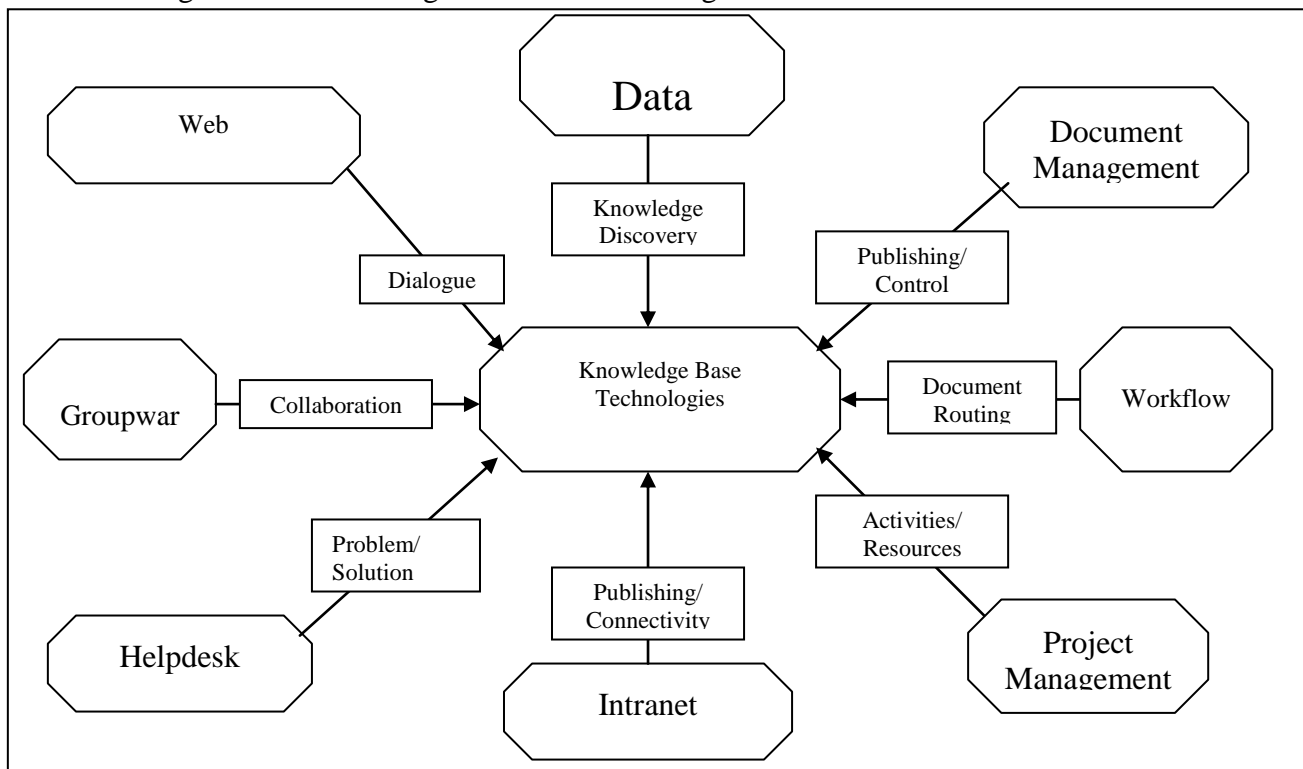 Data
Web
Document
Management
Knowledge
Discovery
Publishing/
Control
Dialogue
Knowledge Base
Technologies
Groupwar
Collaboration
Document
Routing
Workflow
Problem/
Solution
Activities/
Resources
Publishing/
Connectivity
Helpdesk
Project
Management
Intranet